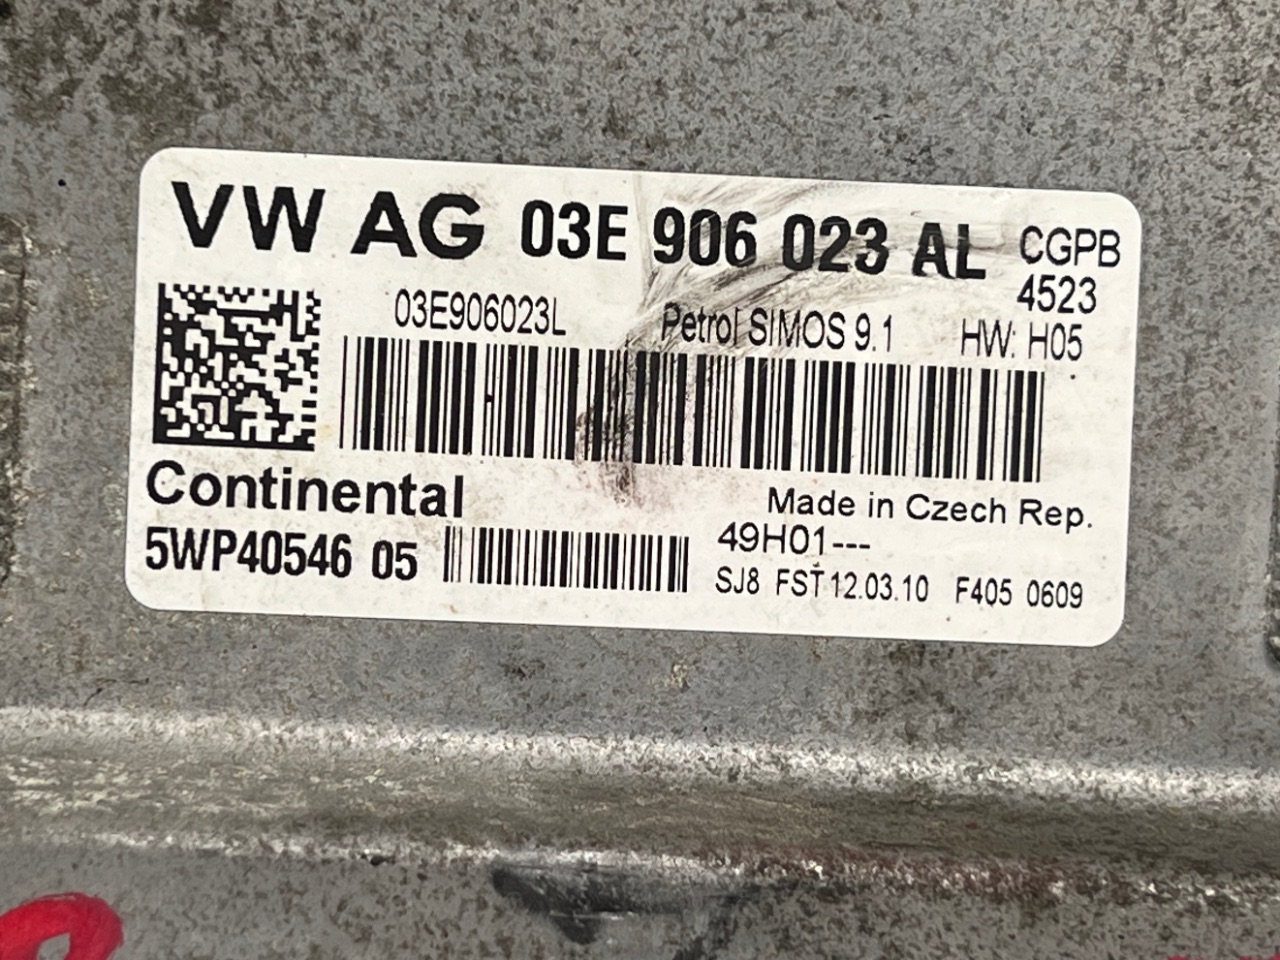 VW AG 03E 906 023 AL CGPB
4523
03E906023L Petrol SIMOS 9.1 HW: H05
Continental
Made in Czech Rep.
5WP40546 05
49H01---
SJ8 FST 12.03.10 F405 0609